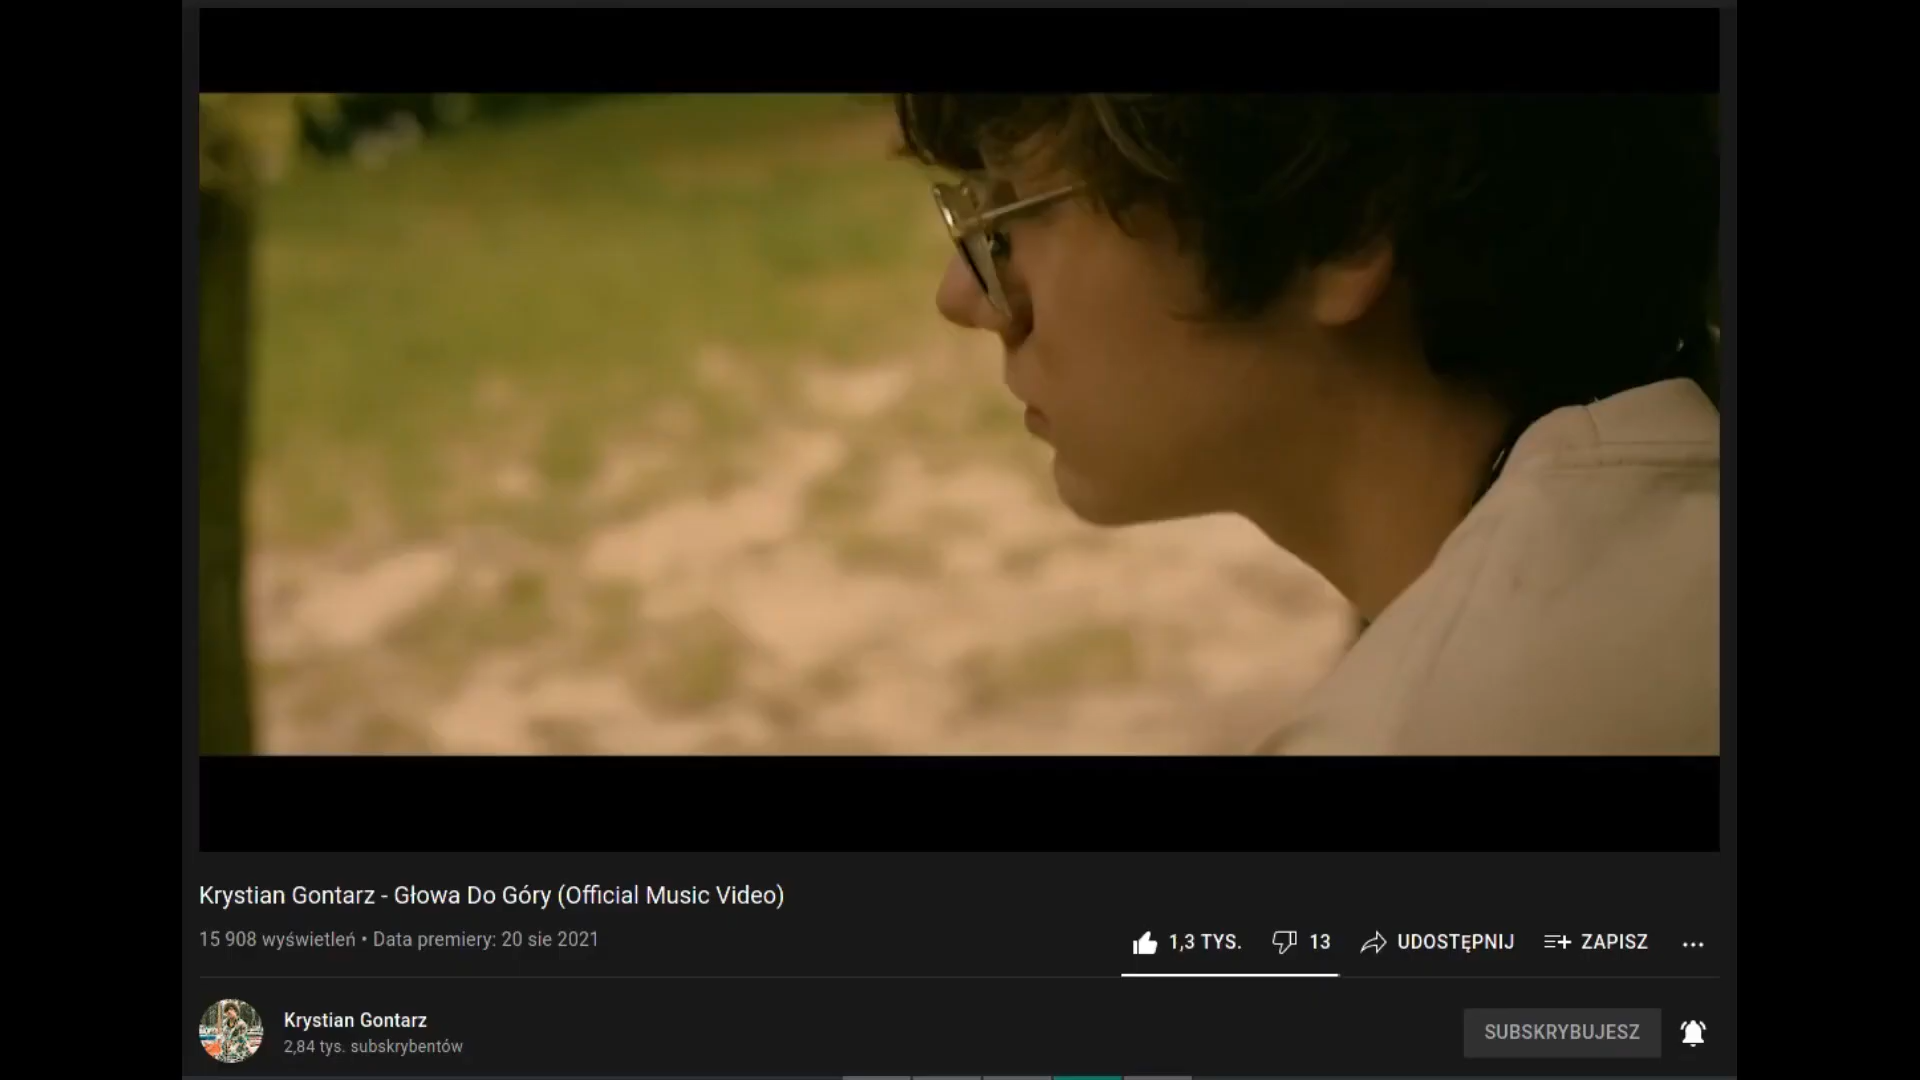 Krystian Gontarz - Głowa Do Góry (Official Music Video)
15 908 wyświetleń • Data premiery: 20 sie 2021
1,3 TYS. 13 UDOSTĘPNIJ ZAPISZ
Krystian Gontarz
2,84 tys. subskrybentów
SUBSKRYBUJESZ